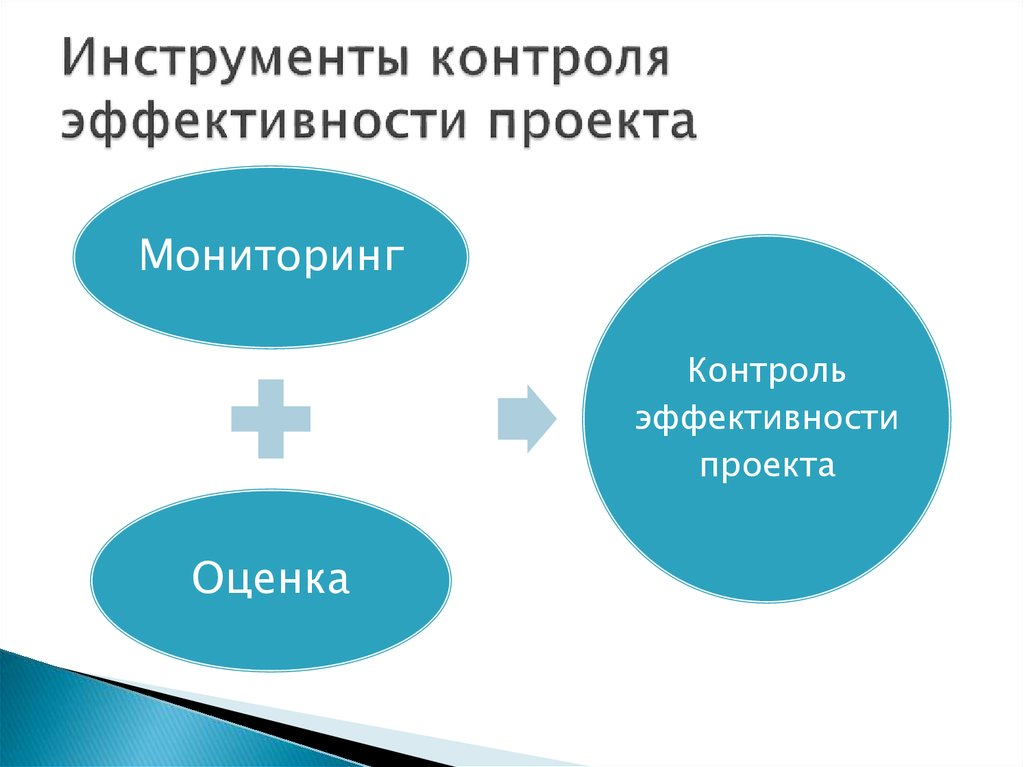 Инструменты контроля
эффективности проекта
Мониторинг
Оценка
Контроль
эффективности
проекта